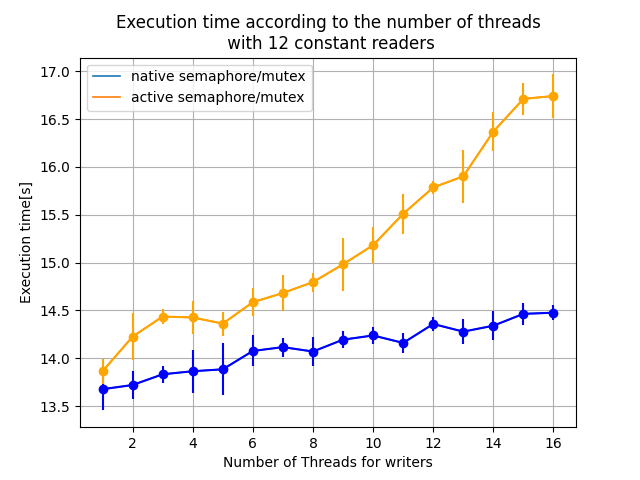 Execution time according to the number of threads
with 12 constant readers
native semaphore/mutex
active semaphore/mutex
Execution time[s]
17.0
16.5
16.0
15.5
15.0
14.5
14.0
13.5
2 4 6 8 10 12 14 16
Number of Threads for writers